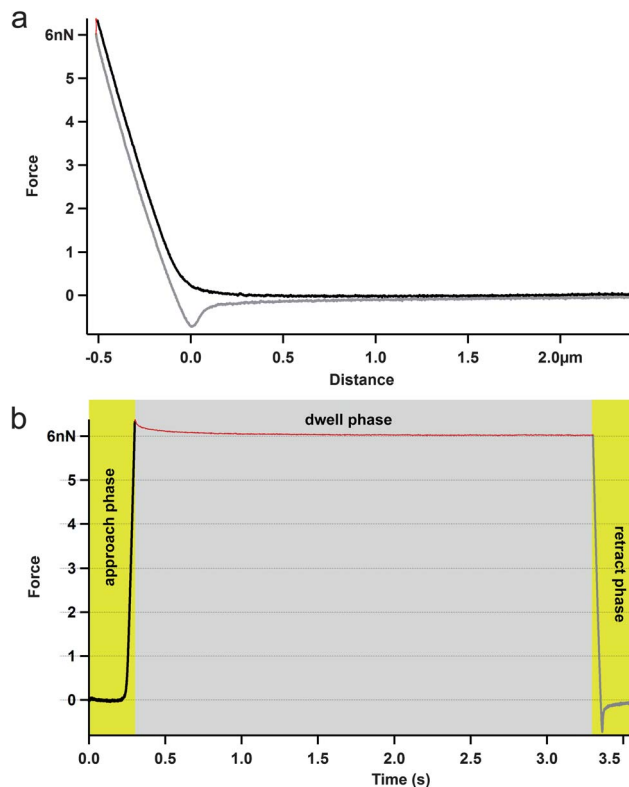 a
6nN
5
4
3
2
1
0
Force
-0.5 0.0 0.5 1.0 1.5 2.0µm
Distance
b
dwell phase
6nN
5
4
3
2
1
0
Force
approach phase
retract phase
0.0 0.5 1.0 1.5 2.0 2.5 3.0 3.5
Time (s)